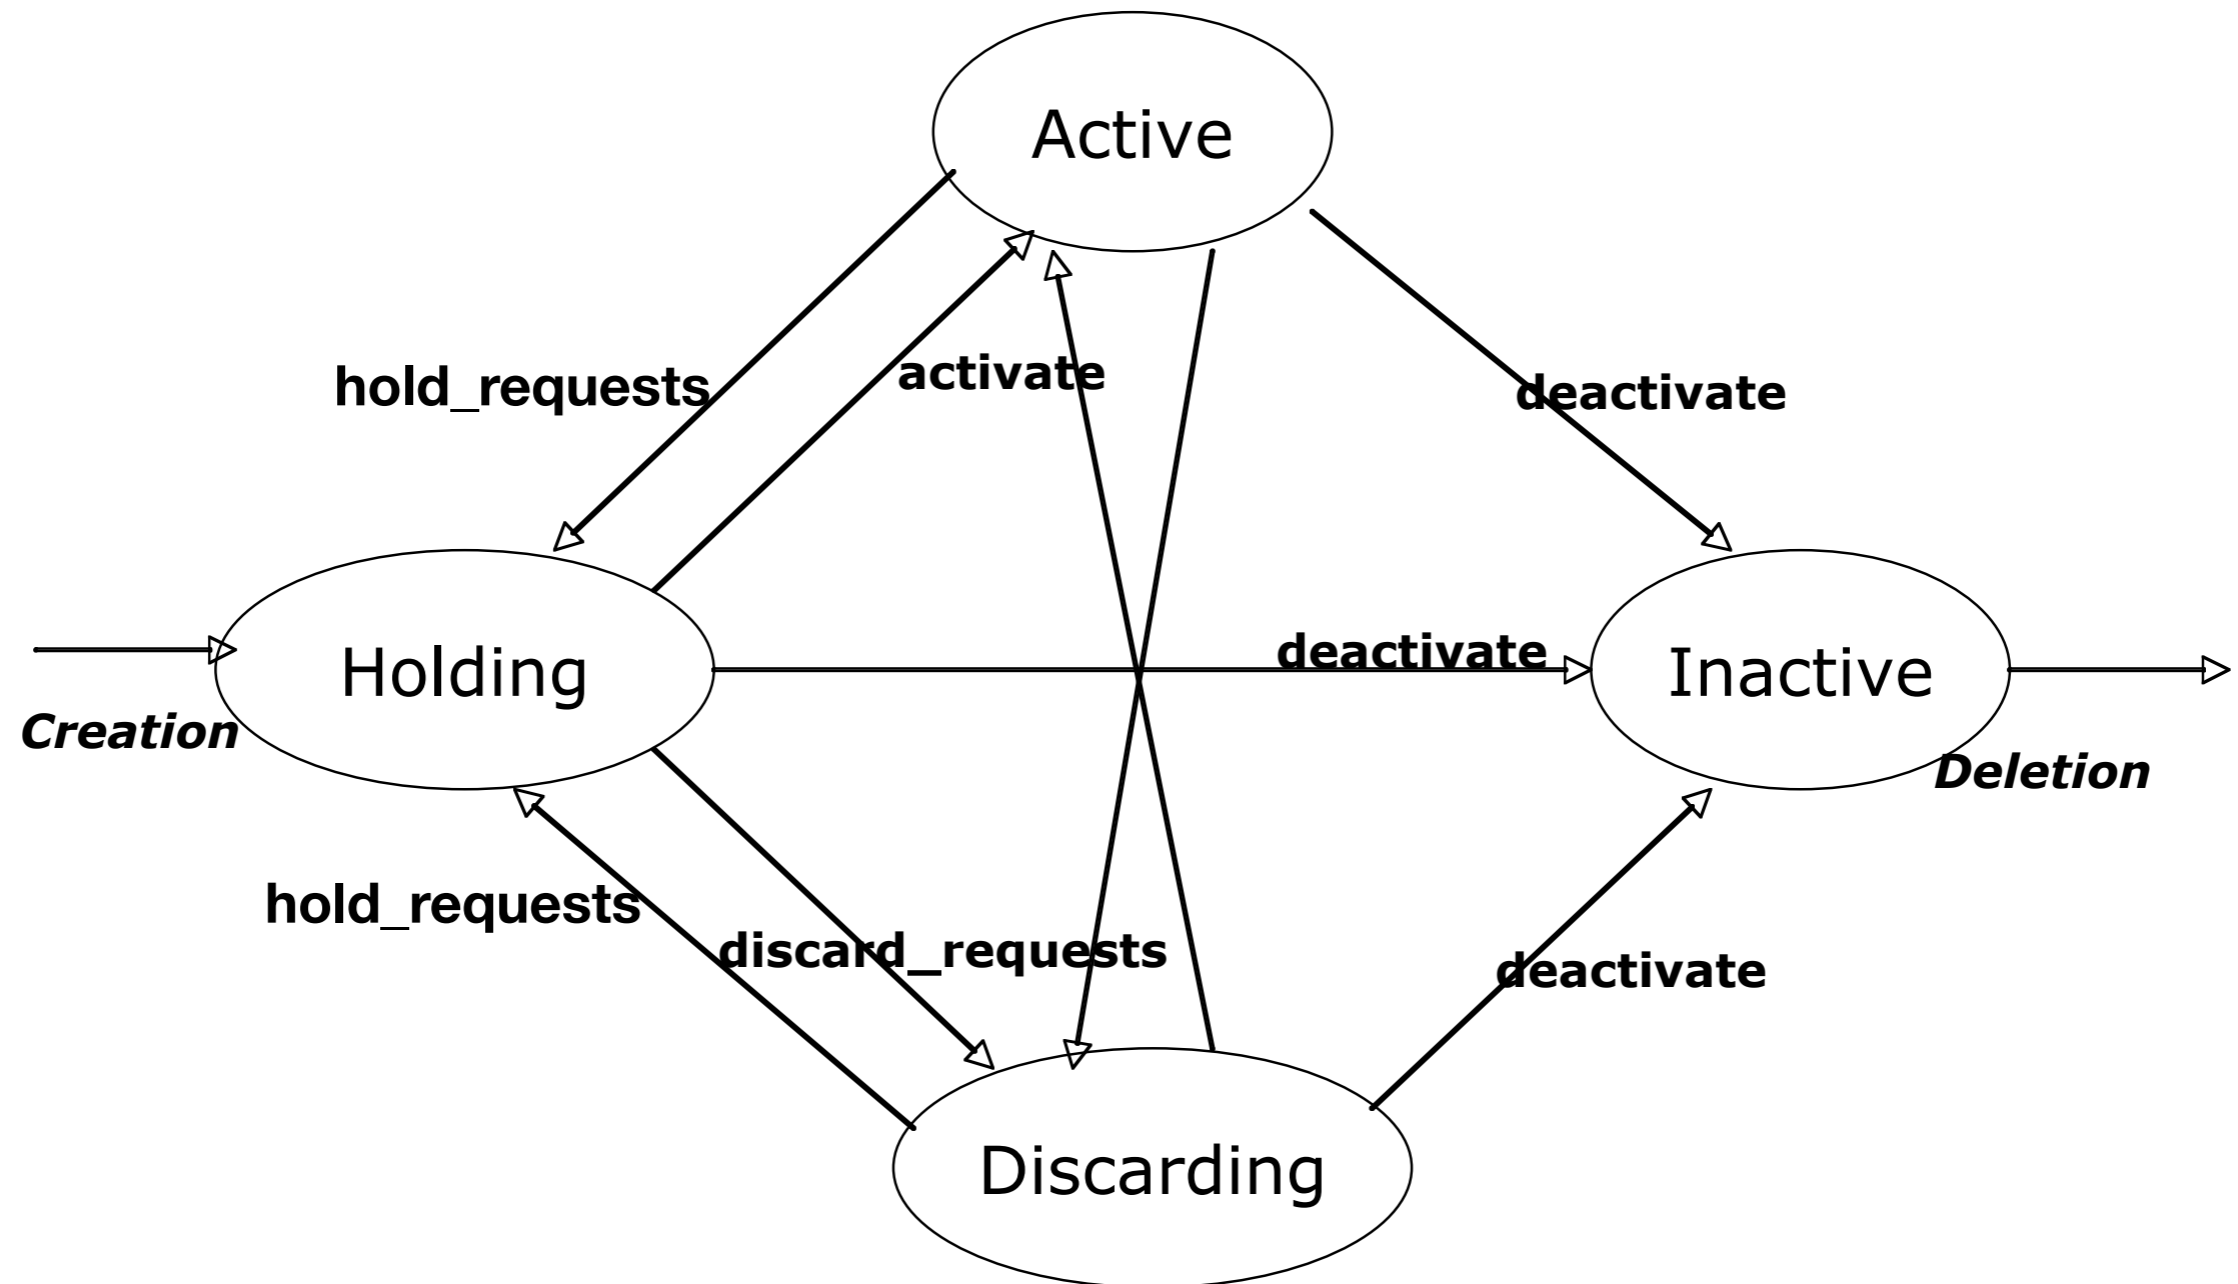 Active
hold_requests
activate
deactivate
Holding
deactivate
Inactive
Creation
Deletion
hold_requests
discard_requests
deactivate
Discarding